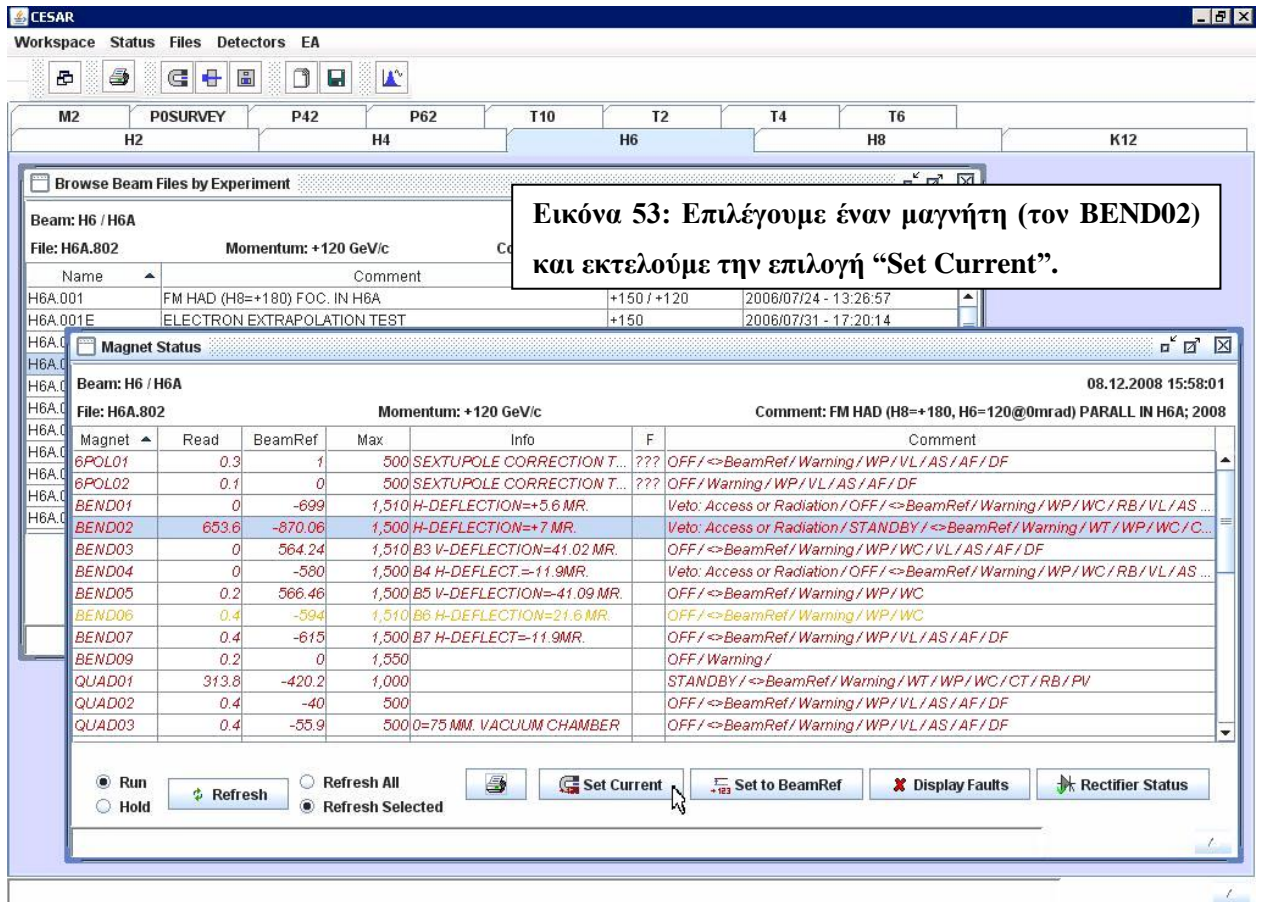 CESAR
Workspace Status Files Detectors EA
M2 P0SURVEY P42 P62 T10 T2 T4 T6
H2 H4 H6 H8 K12
Browse Beam Files by Experiment
Beam: H6 / H6A
File: H6A.802 Momentum: +120 GeV/c
Name Comment
H6A.001 FM HAD (H8=+180) FOC. IN H6A +150 / +120 2006/07/24 - 13:26:57
H6A.001E ELECTRON EXTRAPOLATION TEST +150 2006/07/31 - 17:20:14
Εικόνα 53: Επιλέγουμε έναν μαγνήτη (τον BEND02)
και εκτελούμε την επιλογή “Set Current”.
Magnet Status
Beam: H6 / H6A 08.12.2008 15:58:01
File: H6A.802 Momentum: +120 GeV/c Comment: FM HAD (H8=+180, H6=120@0mrad) PARALL IN H6A; 2008
Magnet Read BeamRef Max Info F Comment
6POL01 0.3 1 500 SEXTUPOLE CORRECTION T... ??? OFF / <>BeamRef / Warning / WP / VL / AS / AF / DF
6POL02 0.1 0 500 SEXTUPOLE CORRECTION T... ??? OFF / Warning / WP / VL / AS / AF / DF
BEND01 0 -699 1,510 H-DEFLECTION=+5.6 MR. Veto: Access or Radiation / OFF / <>BeamRef / Warning / WP / WC / RB / VL / AS ...
BEND02 653.6 -870.06 1,500 H-DEFLECTION=+7 MR. Veto: Access or Radiation / STANDBY / <>BeamRef / Warning / WT / WP / WC / C...
BEND03 0 564.24 1,510 B3 V-DEFLECTION=41.02 MR. OFF / <>BeamRef / Warning / WP / WC / VL / AS / AF / DF
BEND04 0 -580 1,500 B4 H-DEFLECT.=-11.9MR. Veto: Access or Radiation / OFF / <>BeamRef / Warning / WP / WC / RB / VL / AS ...
BEND05 0.2 566.46 1,500 B5 V-DEFLECTION=-41.09 MR. OFF / <>BeamRef / Warning / WP / WC
BEND06 0.4 -594 1,510 B6 H-DEFLECTION=21.6 MR. OFF / <>BeamRef / Warning / WP / WC
BEND07 0.4 -615 1,500 B7 H-DEFLECT=-11.9MR. OFF / <>BeamRef / Warning / WP / VL / AS / AF / DF
BEND09 0.2 0 1,550 OFF / Warning /
QUAD01 313.8 -420.2 1,000 STANDBY / <>BeamRef / Warning / WT / WP / WC / CT / RB / PV
QUAD02 0.4 -40 500 OFF / <>BeamRef / Warning / WP / VL / AS / AF / DF
QUAD03 0.4 -55.9 500 0=75 MM. VACUUM CHAMBER OFF / <>BeamRef / Warning / WP / VL / AS / AF / DF
Run Refresh Refresh All Set Current Set to BeamRef Display Faults Rectifier Status
Hold Refresh Selected